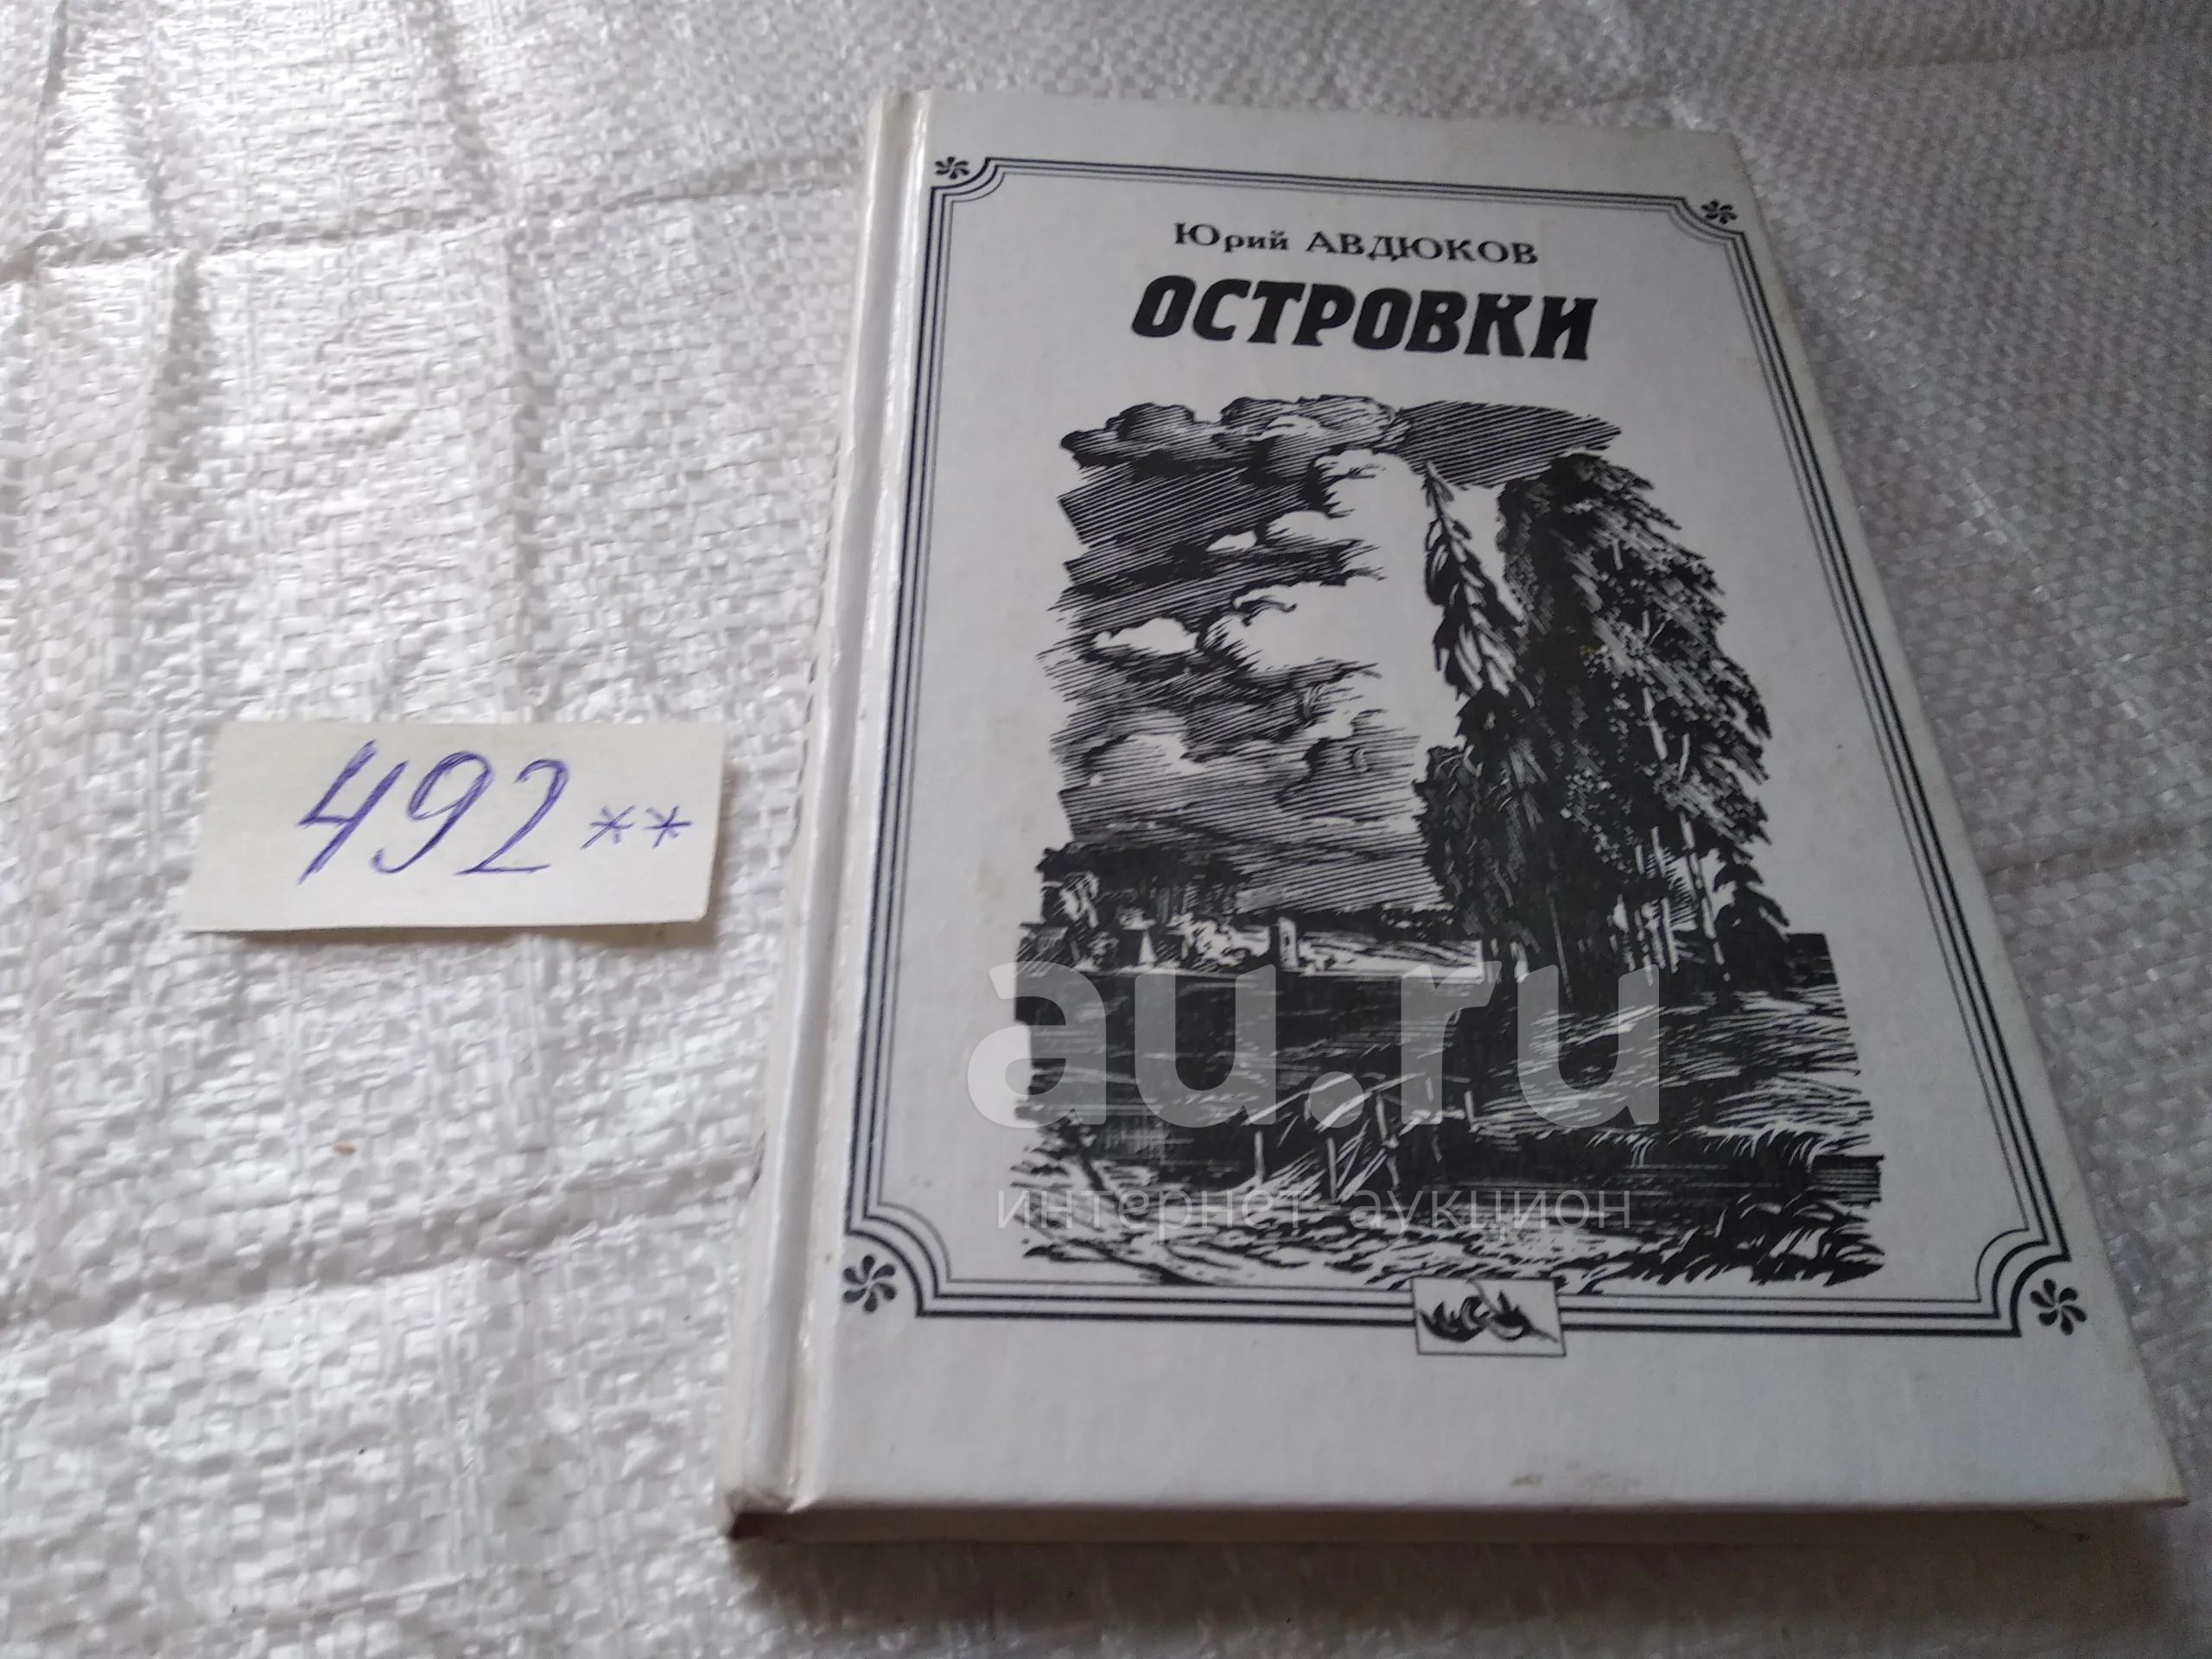 Юрий АВДЮКОВ
ОСТРОВКИ
492**
au.ru
интернет аукцион